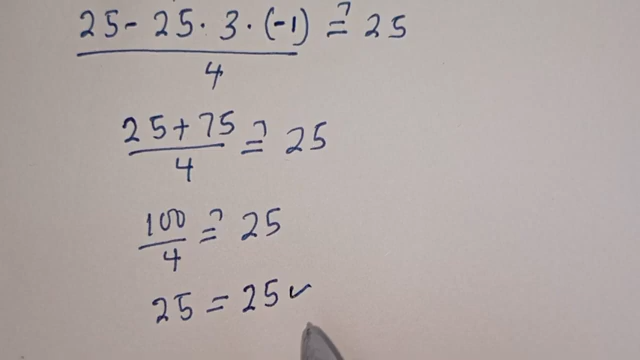 25 - 25 · 3 · (-1) ≟ 25
4
25 + 75 ≟ 25
4
100 ≟ 25
4
25 = 25 ✓